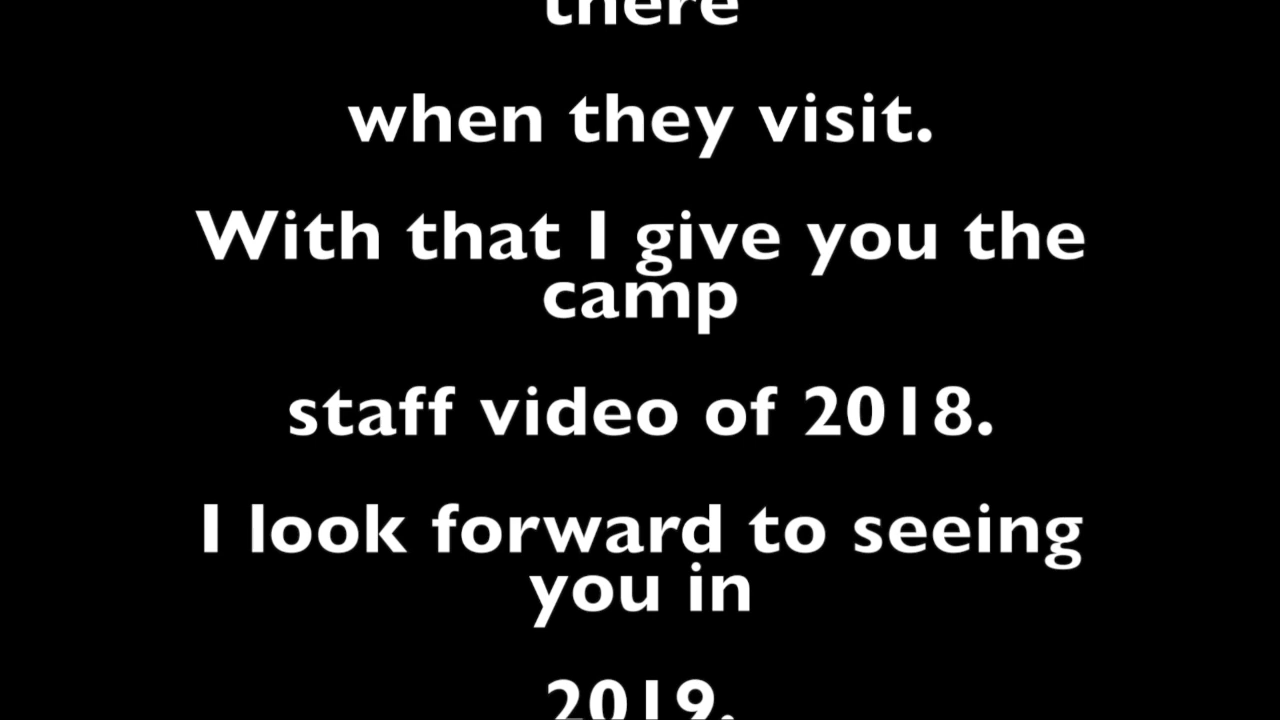 there
when they visit.
With that I give you the
camp
staff video of 2018.
I look forward to seeing
you in
2019.